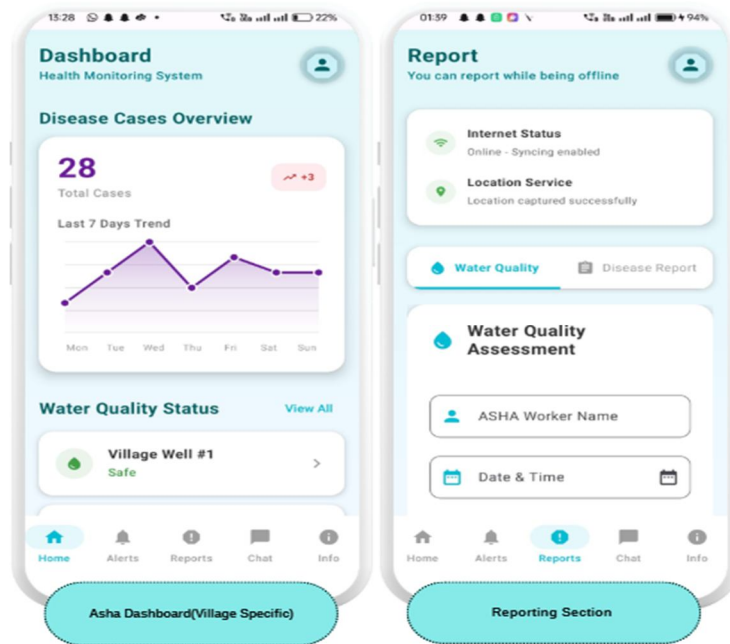 13:28
22%
Dashboard
Health Monitoring System
Disease Cases Overview
28
+3
Total Cases
Last 7 Days Trend
Mon Tue Wed Thu Fri Sat Sun
Water Quality Status View All
Village Well #1
Safe
Home Alerts Reports Chat Info
Asha Dashboard(Village Specific)
01:39
94%
Report
You can report while being offline
Internet Status
Online - Syncing enabled
Location Service
Location captured successfully
Water Quality Disease Report
Water Quality
Assessment
ASHA Worker Name
Date & Time
Home Alerts Reports Chat Info
Reporting Section